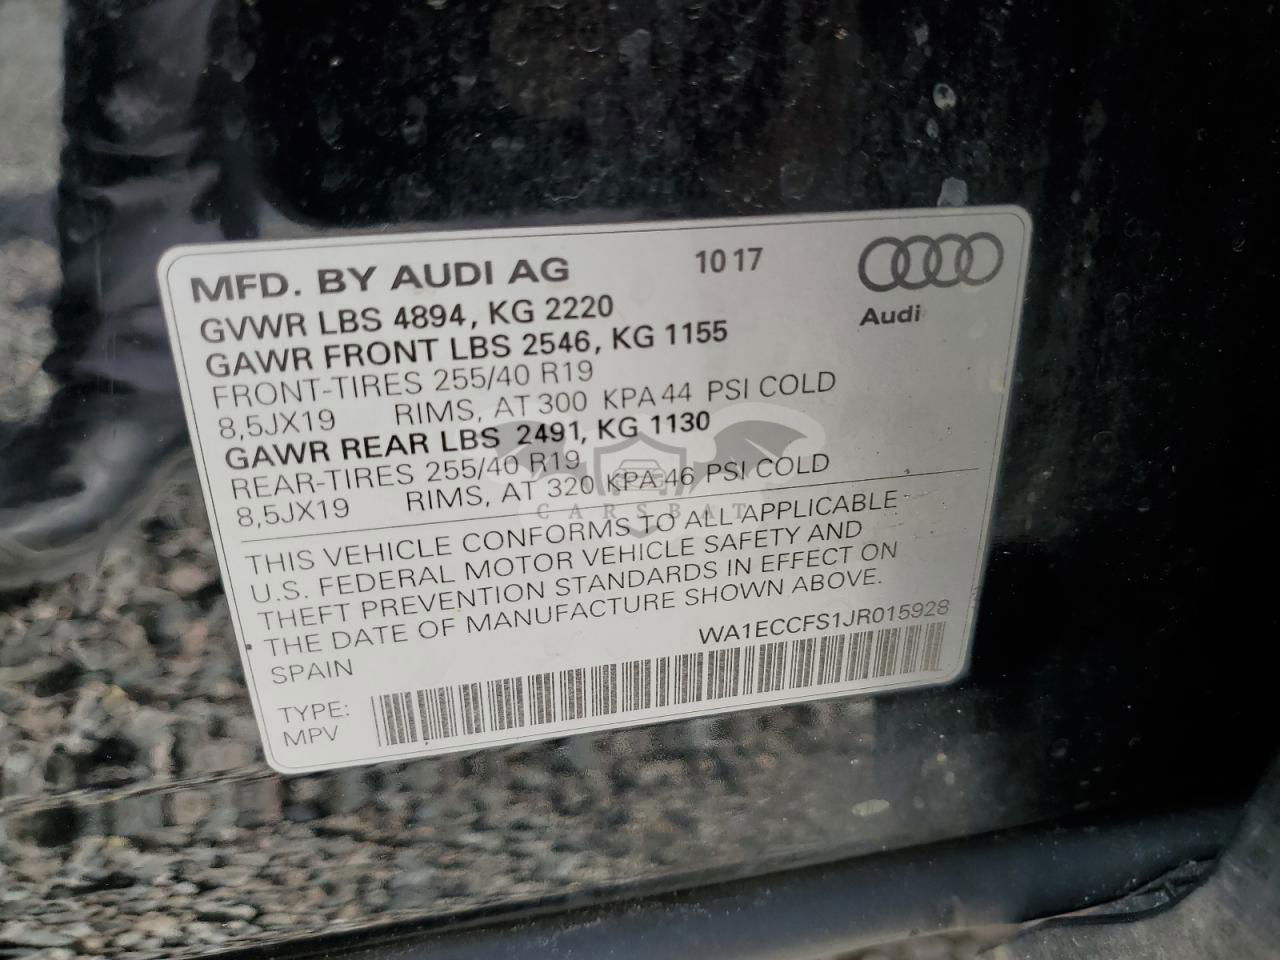 MFD. BY AUDI AG 10 17
Audi
GVWR LBS 4894, KG 2220
GAWR FRONT LBS 2546, KG 1155
FRONT-TIRES 255/40 R19
8,5JX19 RIMS, AT 300 KPA 44 PSI COLD
GAWR REAR LBS 2491, KG 1130
REAR-TIRES 255/40 R19
8,5JX19 RIMS, AT 320 KPA 46 PSI COLD
CARSBAT
THIS VEHICLE CONFORMS TO ALL APPLICABLE
U.S. FEDERAL MOTOR VEHICLE SAFETY AND
THEFT PREVENTION STANDARDS IN EFFECT ON
THE DATE OF MANUFACTURE SHOWN ABOVE.
SPAIN WA1ECCFS1JR015928
TYPE:
MPV